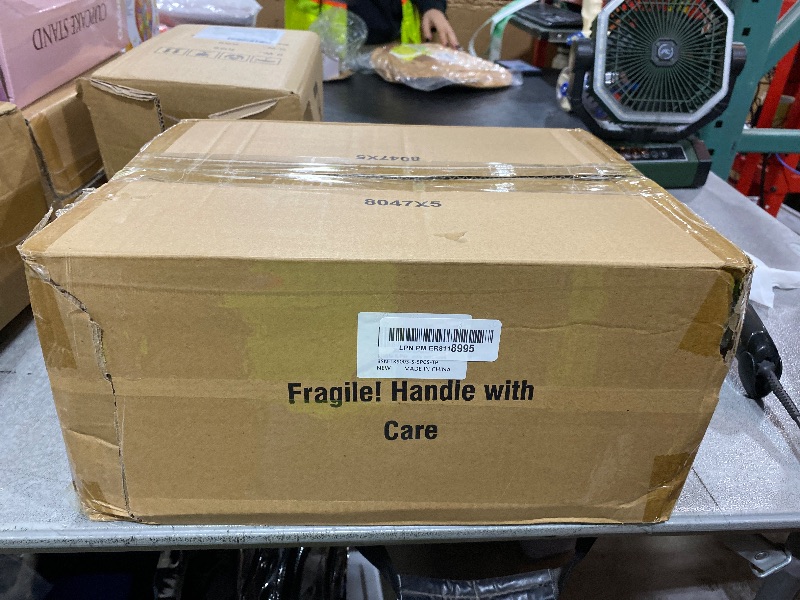 CUPCAKE STAND
8047X5
8047X5
LPN PM ER8118995
NEW MADE IN CHINA
Fragile! Handle with
Care